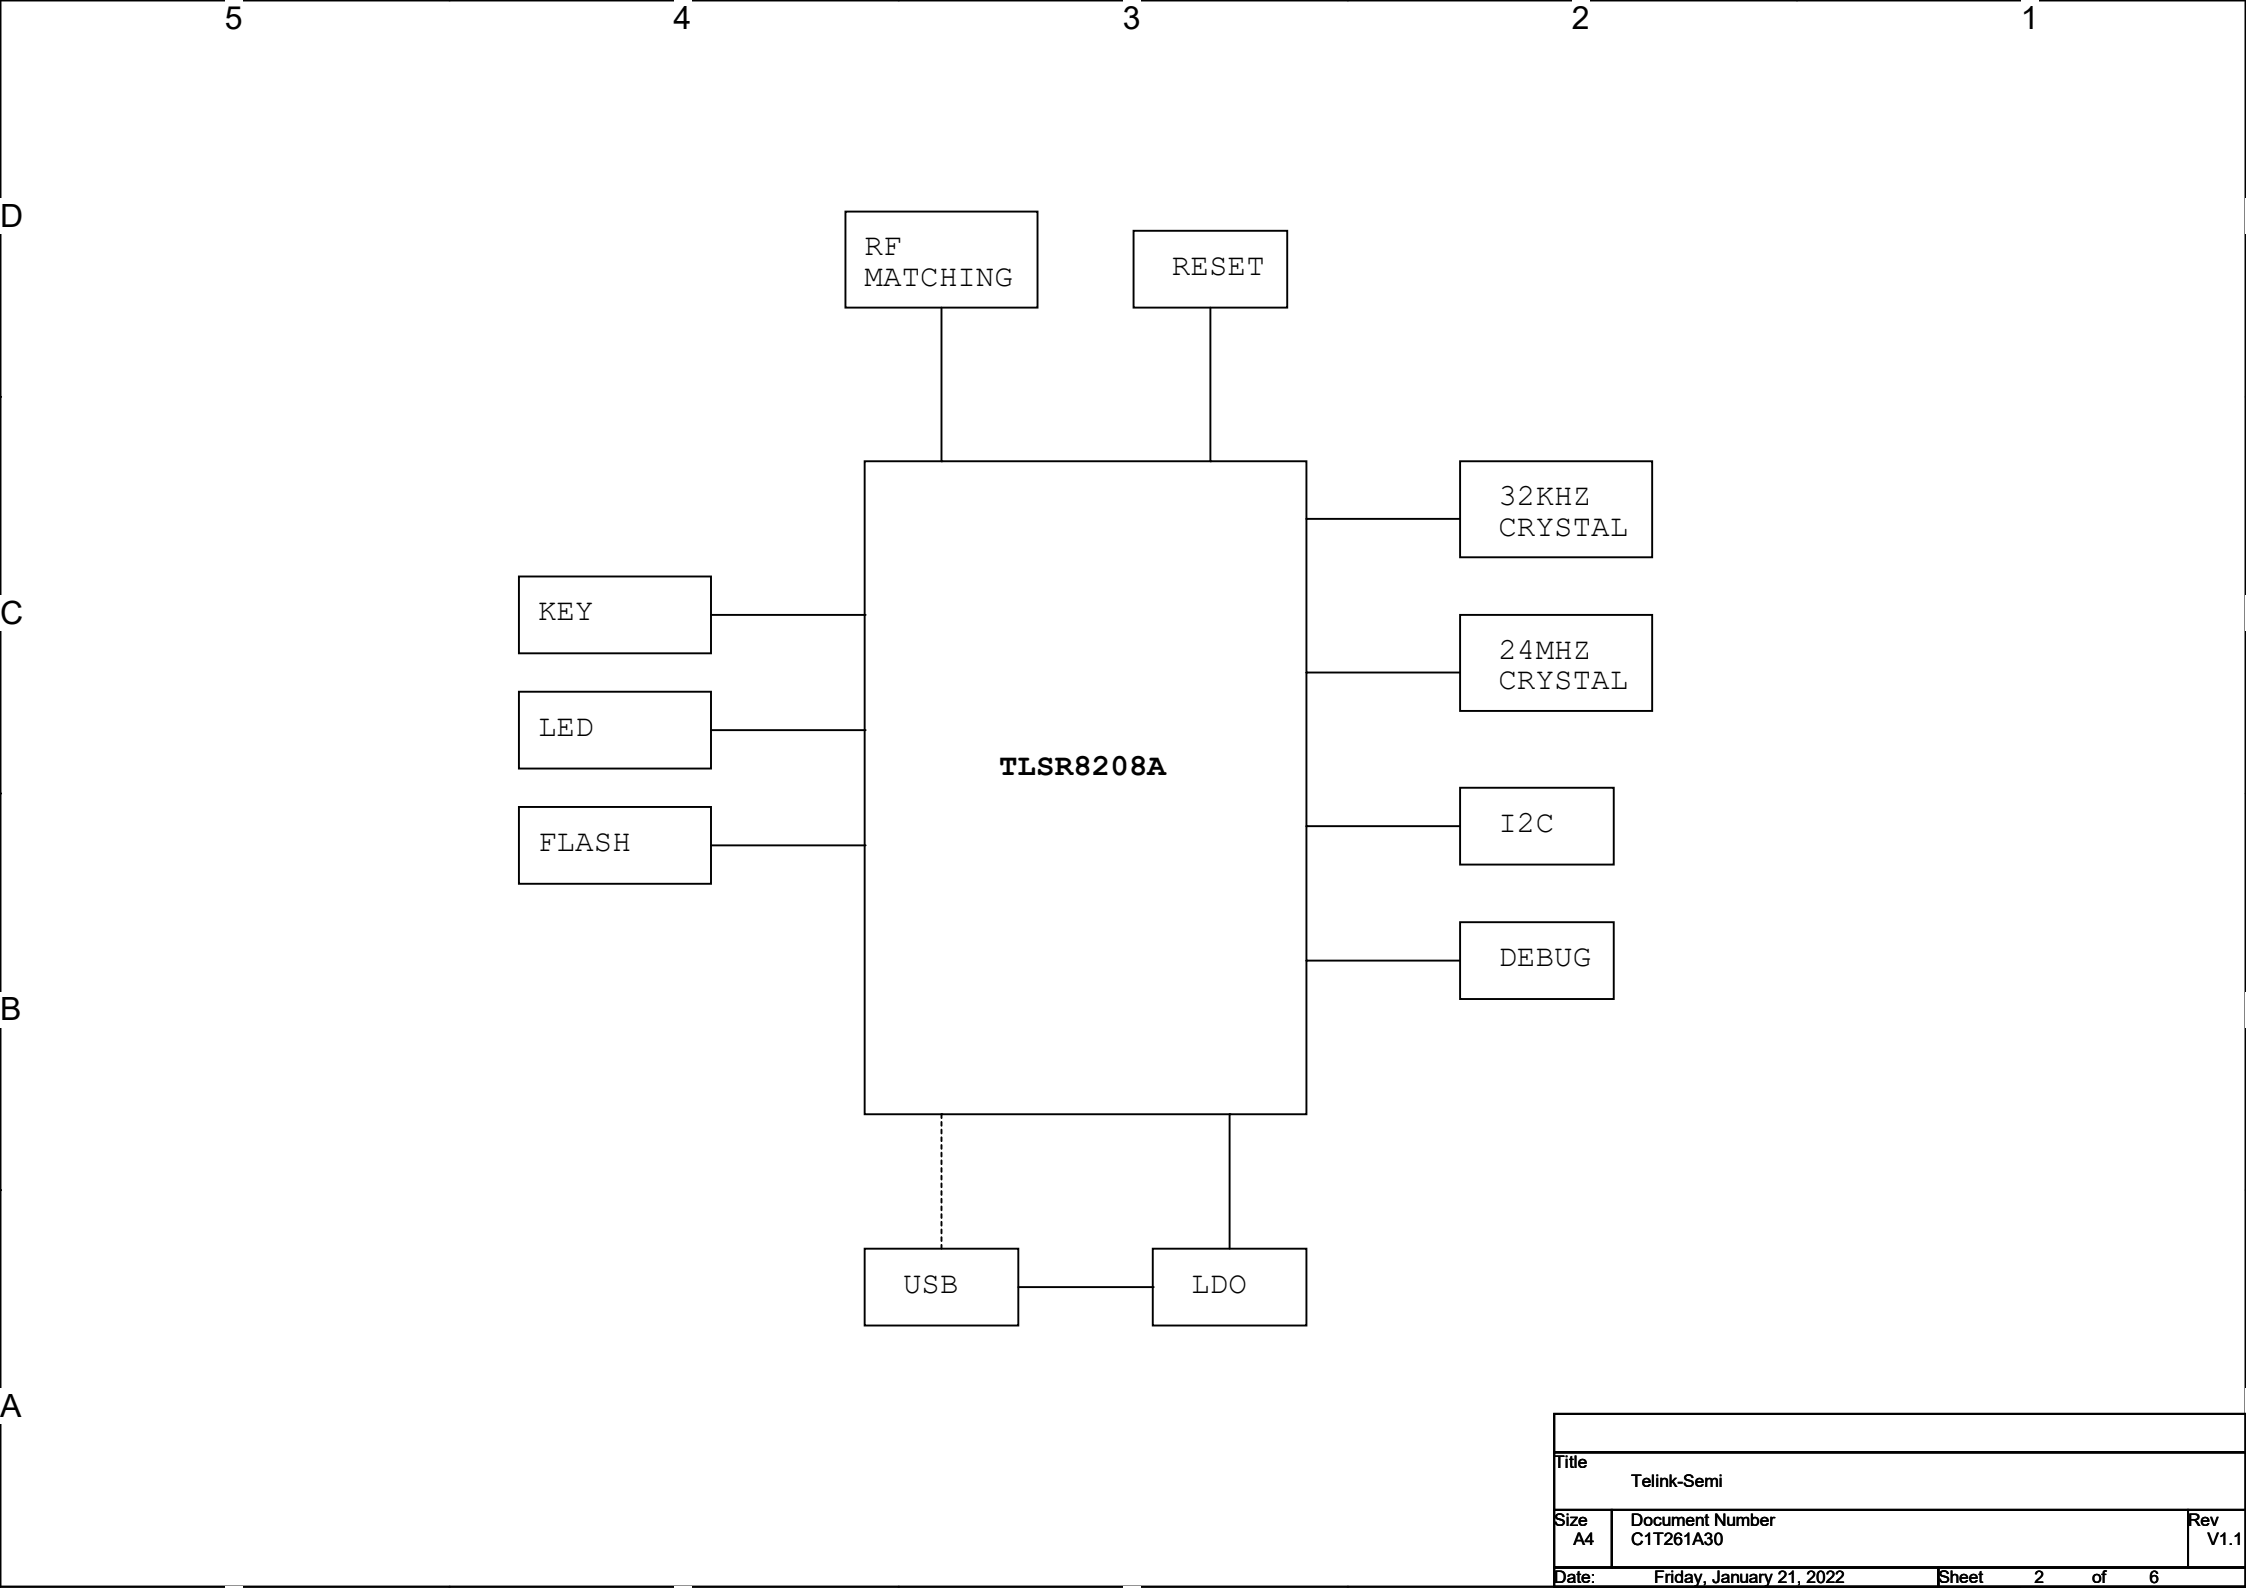 5 4 3 2 1
D
RF
MATCHING
RESET
32KHZ
CRYSTAL
C
KEY
24MHZ
CRYSTAL
LED
TLSR8208A
I2C
FLASH
DEBUG
B
USB
LDO
A
Title
Telink-Semi
Size
A4
Document Number
C1T261A30
Rev
V1.1
Date: Friday, January 21, 2022 Sheet 2 of 6